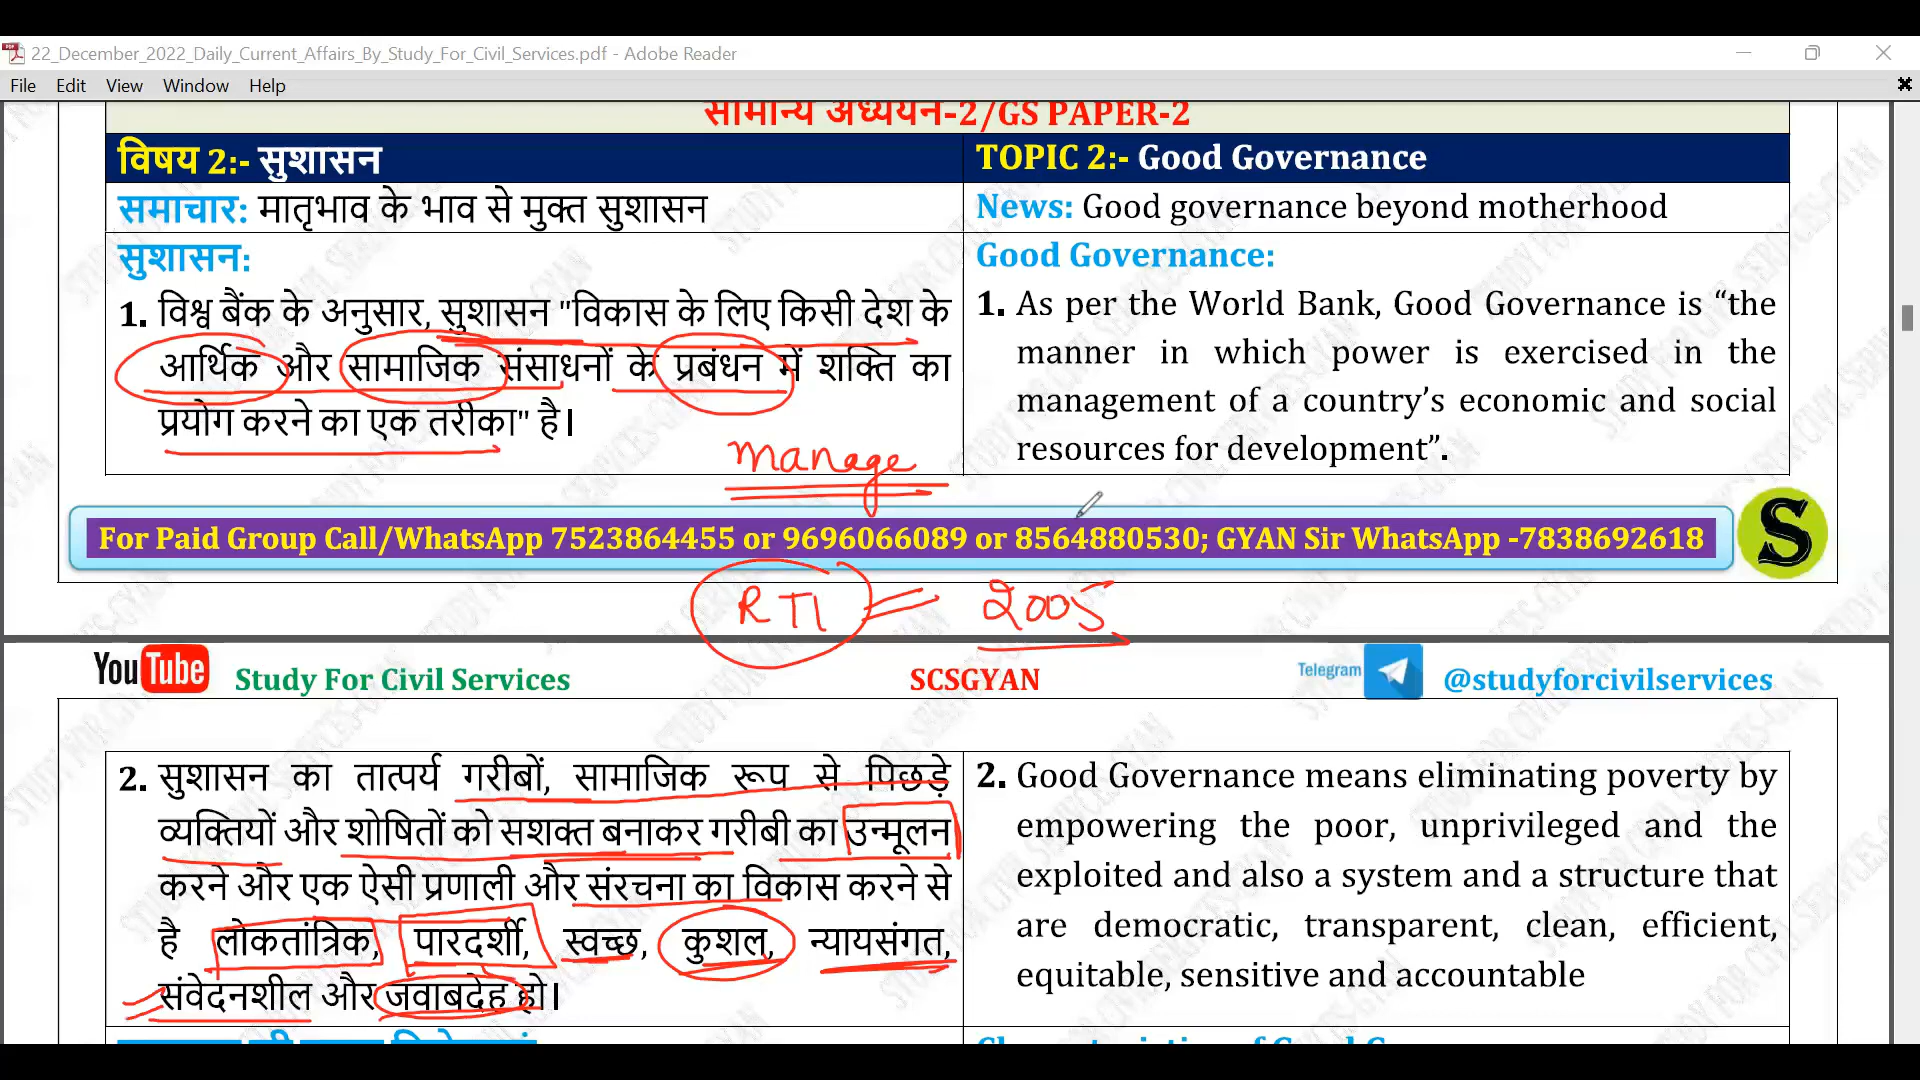 22_December_2022_Daily_Current_Affairs_By_Study_For_Civil_Services.pdf - Adobe Reader
File Edit View Window Help
सामान्य अध्ययन-2/GS PAPER-2
विषय 2:- सुशासन
TOPIC 2:- Good Governance
समाचार: मातृभाव के भाव से मुक्त सुशासन
News: Good governance beyond motherhood
सुशासन:
1. विश्व बैंक के अनुसार, सुशासन "विकास के लिए किसी देश के
आर्थिक और सामाजिक संसाधनों के प्रबंधन में शक्ति का
प्रयोग करने का एक तरीका" है।
manage
Good Governance:
1. As per the World Bank, Good Governance is “the
manner in which power is exercised in the
management of a country’s economic and social
resources for development”.
For Paid Group Call/WhatsApp 7523864455 or 9696066089 or 8564880530; GYAN Sir WhatsApp -7838692618
S
RTI = 2005
YouTube Study For Civil Services SCSGYAN Telegram @studyforcivilservices
2. सुशासन का तात्पर्य गरीबों, सामाजिक रूप से पिछड़े
व्यक्तियों और शोषितों को सशक्त बनाकर गरीबी का उन्मूलन
करने और एक ऐसी प्रणाली और संरचना का विकास करने से
है लोकतांत्रिक, पारदर्शी, स्वच्छ, कुशल, न्यायसंगत,
संवेदनशील और जवाबदेह हो।
2. Good Governance means eliminating poverty by
empowering the poor, unprivileged and the
exploited and also a system and a structure that
are democratic, transparent, clean, efficient,
equitable, sensitive and accountable